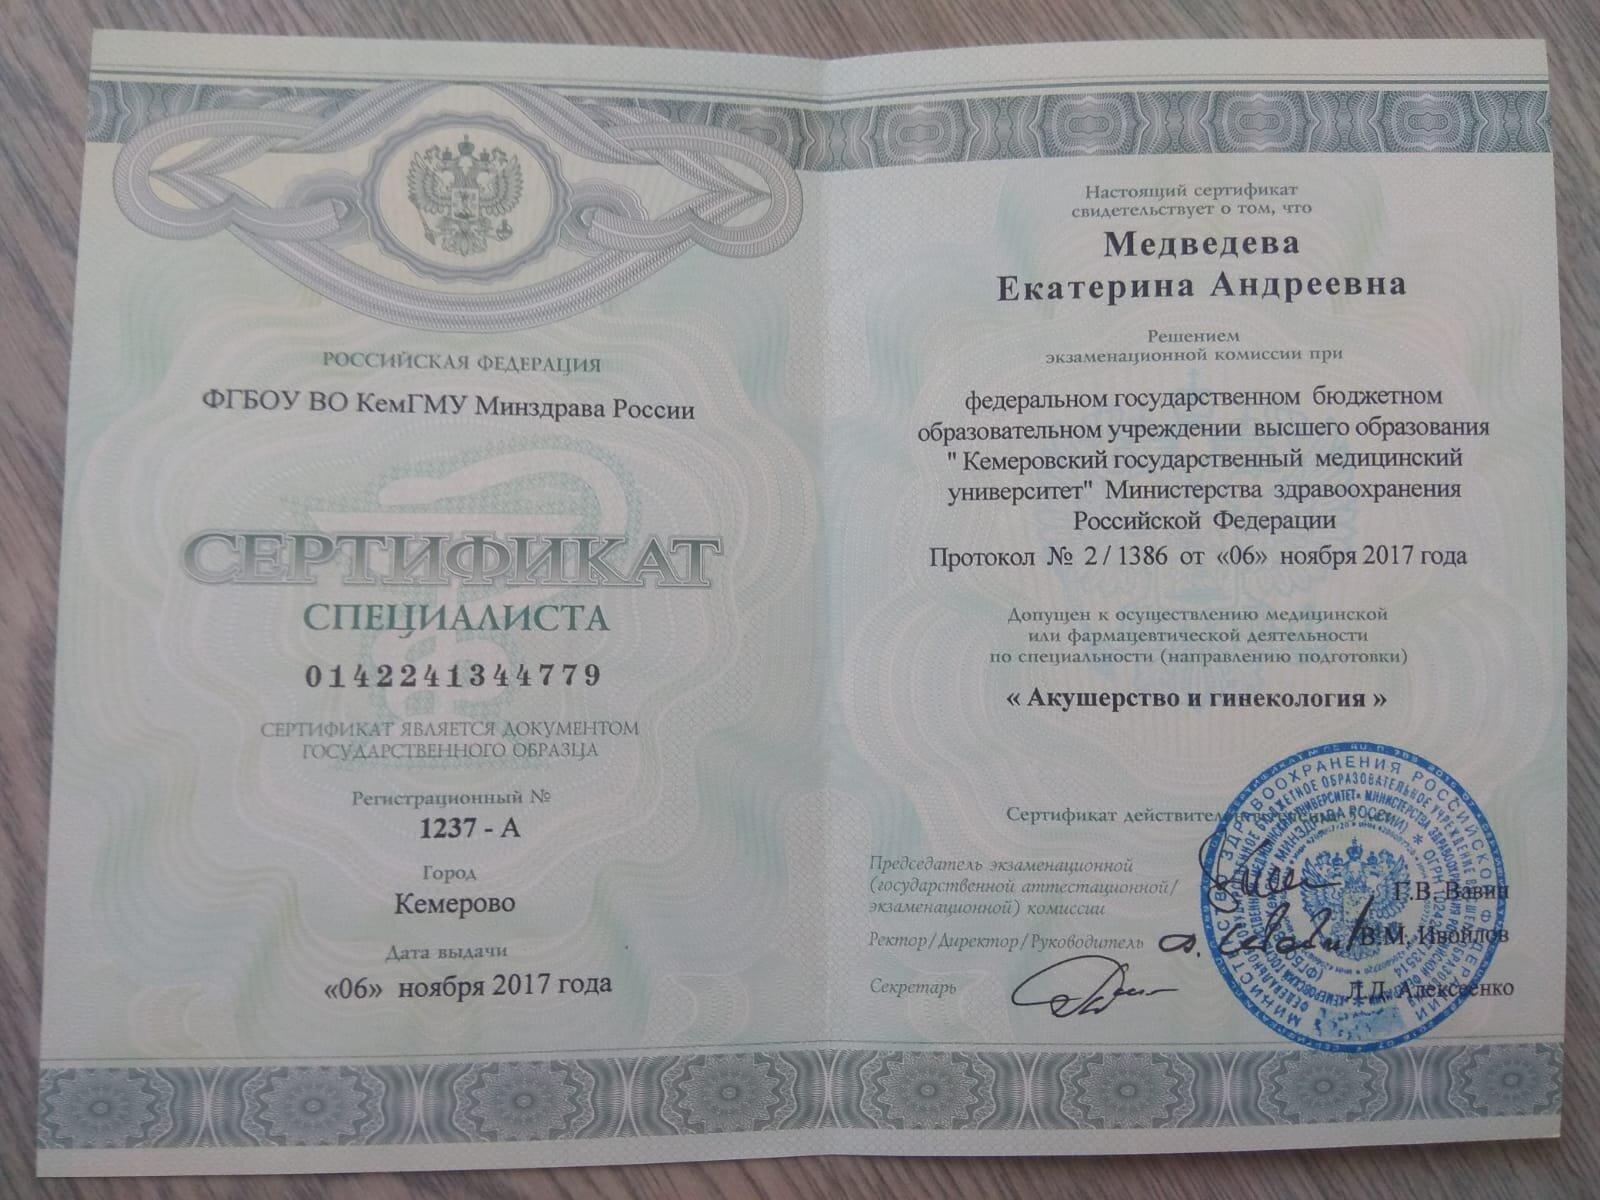 РОССИЙСКАЯ ФЕДЕРАЦИЯ
ФГБОУ ВО КемГМУ Минздрава России
СЕРТИФИКАТ
СПЕЦИАЛИСТА
0142241344779
СЕРТИФИКАТ ЯВЛЯЕТСЯ ДОКУМЕНТОМ
ГОСУДАРСТВЕННОГО ОБРАЗЦА
Регистрационный №
1237 - А
Город
Кемерово
Дата выдачи
«06» ноября 2017 года
Настоящий сертификат
свидетельствует о том, что
Медведева
Екатерина Андреевна
Решением
экзаменационной комиссии при
федеральном государственном бюджетном
образовательном учреждении высшего образования
" Кемеровский государственный медицинский
университет" Министерства здравоохранения
Российской Федерации
Протокол № 2 / 1386 от «06» ноября 2017 года
Допущен к осуществлению медицинской
или фармацевтической деятельности
по специальности (направлению подготовки)
« Акушерство и гинекология »
Сертификат
Председатель экзаменационной
(государственной аттестационной/
экзаменационной) комиссии
Г.В. Вавин
Ректор/Директор/Руководитель
В.М. Ивойлов
Секретарь
Алексеенко